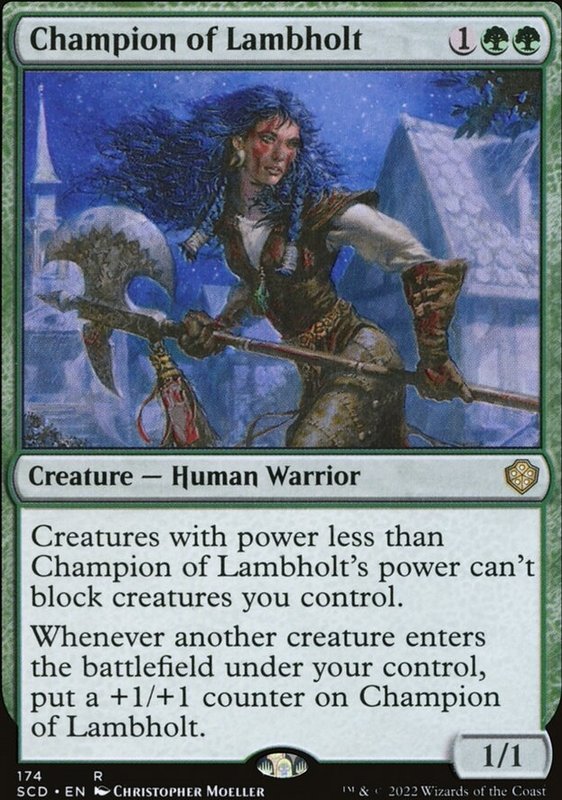 Champion of Lambholt 1
Creature — Human Warrior
Creatures with power less than
Champion of Lambholt's power can't
block creatures you control.
Whenever another creature enters
the battlefield under your control,
put a +1/+1 counter on Champion
of Lambholt.
1/1
174 R
SCD • EN Christopher Moeller
™ & © 2022 Wizards of the Coast